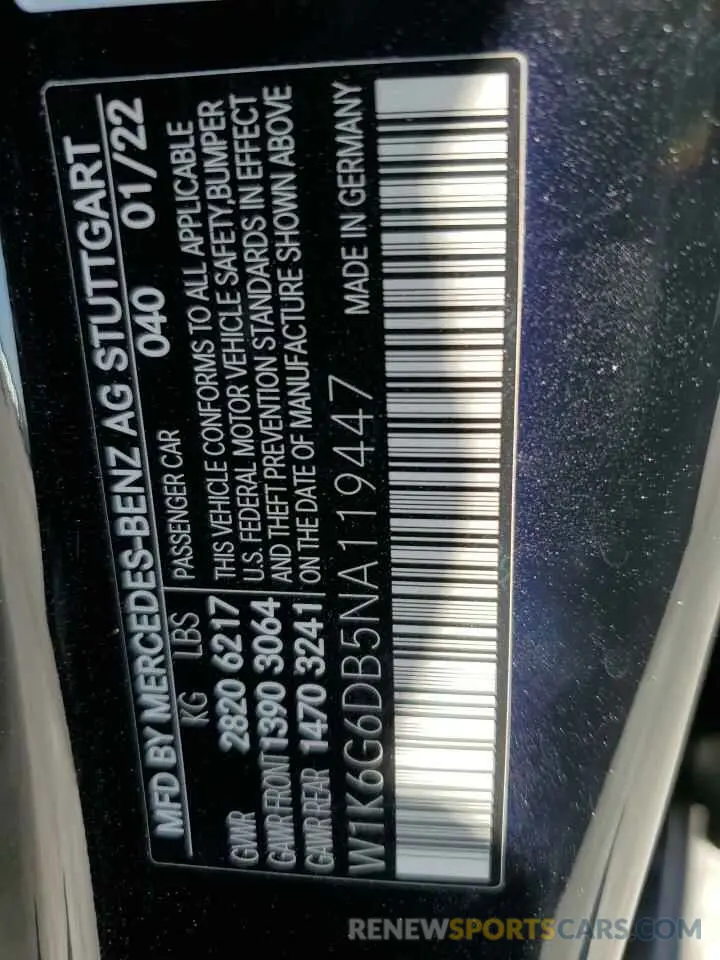 MFD BY MERCEDES-BENZ AG STUTTGART
040 01/22
KG LBS
GVWR 2820 6217
GAWR FRONT 1390 3064
GAWR REAR 1470 3241
PASSENGER CAR
THIS VEHICLE CONFORMS TO ALL APPLICABLE
U.S. FEDERAL MOTOR VEHICLE SAFETY, BUMPER
AND THEFT PREVENTION STANDARDS IN EFFECT
ON THE DATE OF MANUFACTURE SHOWN ABOVE
W1K6G6DB5NA119447 MADE IN GERMANY
RENEWSPORTSCARS.COM